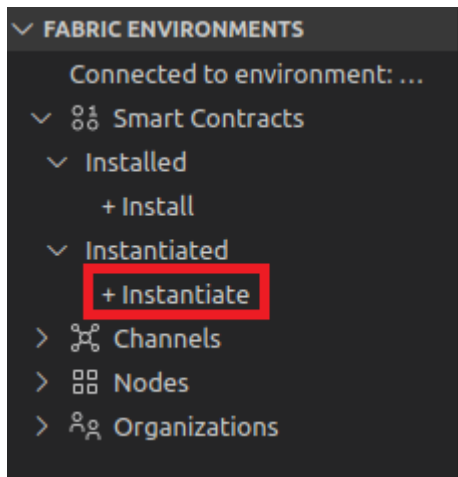 FABRIC ENVIRONMENTS
Connected to environment: ...
Smart Contracts
Installed
+ Install
Instantiated
+ Instantiate
Channels
Nodes
Organizations